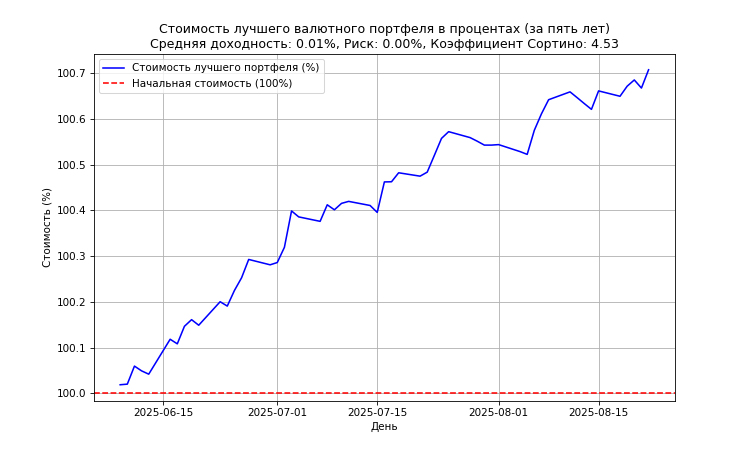 Стоимость лучшего валютного портфеля в процентах (за пять лет)
Средняя доходность: 0.01%, Риск: 0.00%, Коэффициент Сортино: 4.53
Стоимость лучшего портфеля (%)
Начальная стоимость (100%)
Стоимость (%)
100.7
100.6
100.5
100.4
100.3
100.2
100.1
100.0
2025-06-15
2025-07-01
2025-07-15
2025-08-01
2025-08-15
День